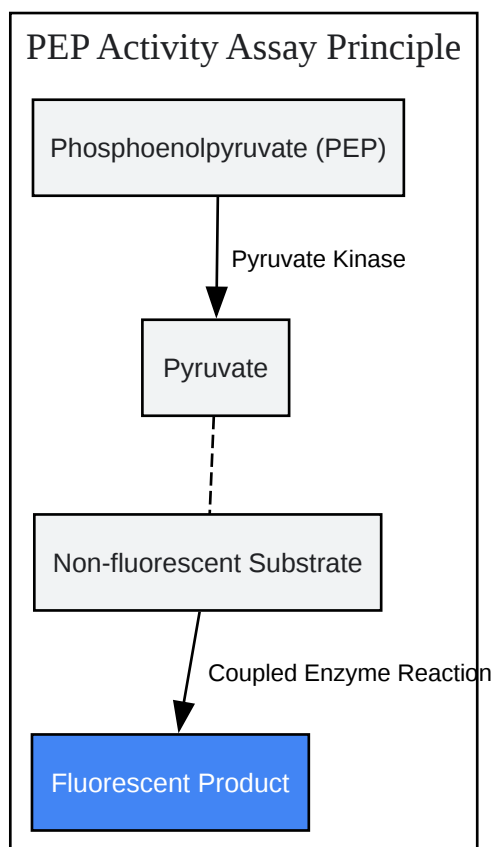 PEP Activity Assay Principle
Phosphoenolpyruvate (PEP)
Pyruvate Kinase
Pyruvate
Non-fluorescent Substrate
Coupled Enzyme Reaction
Fluorescent Product